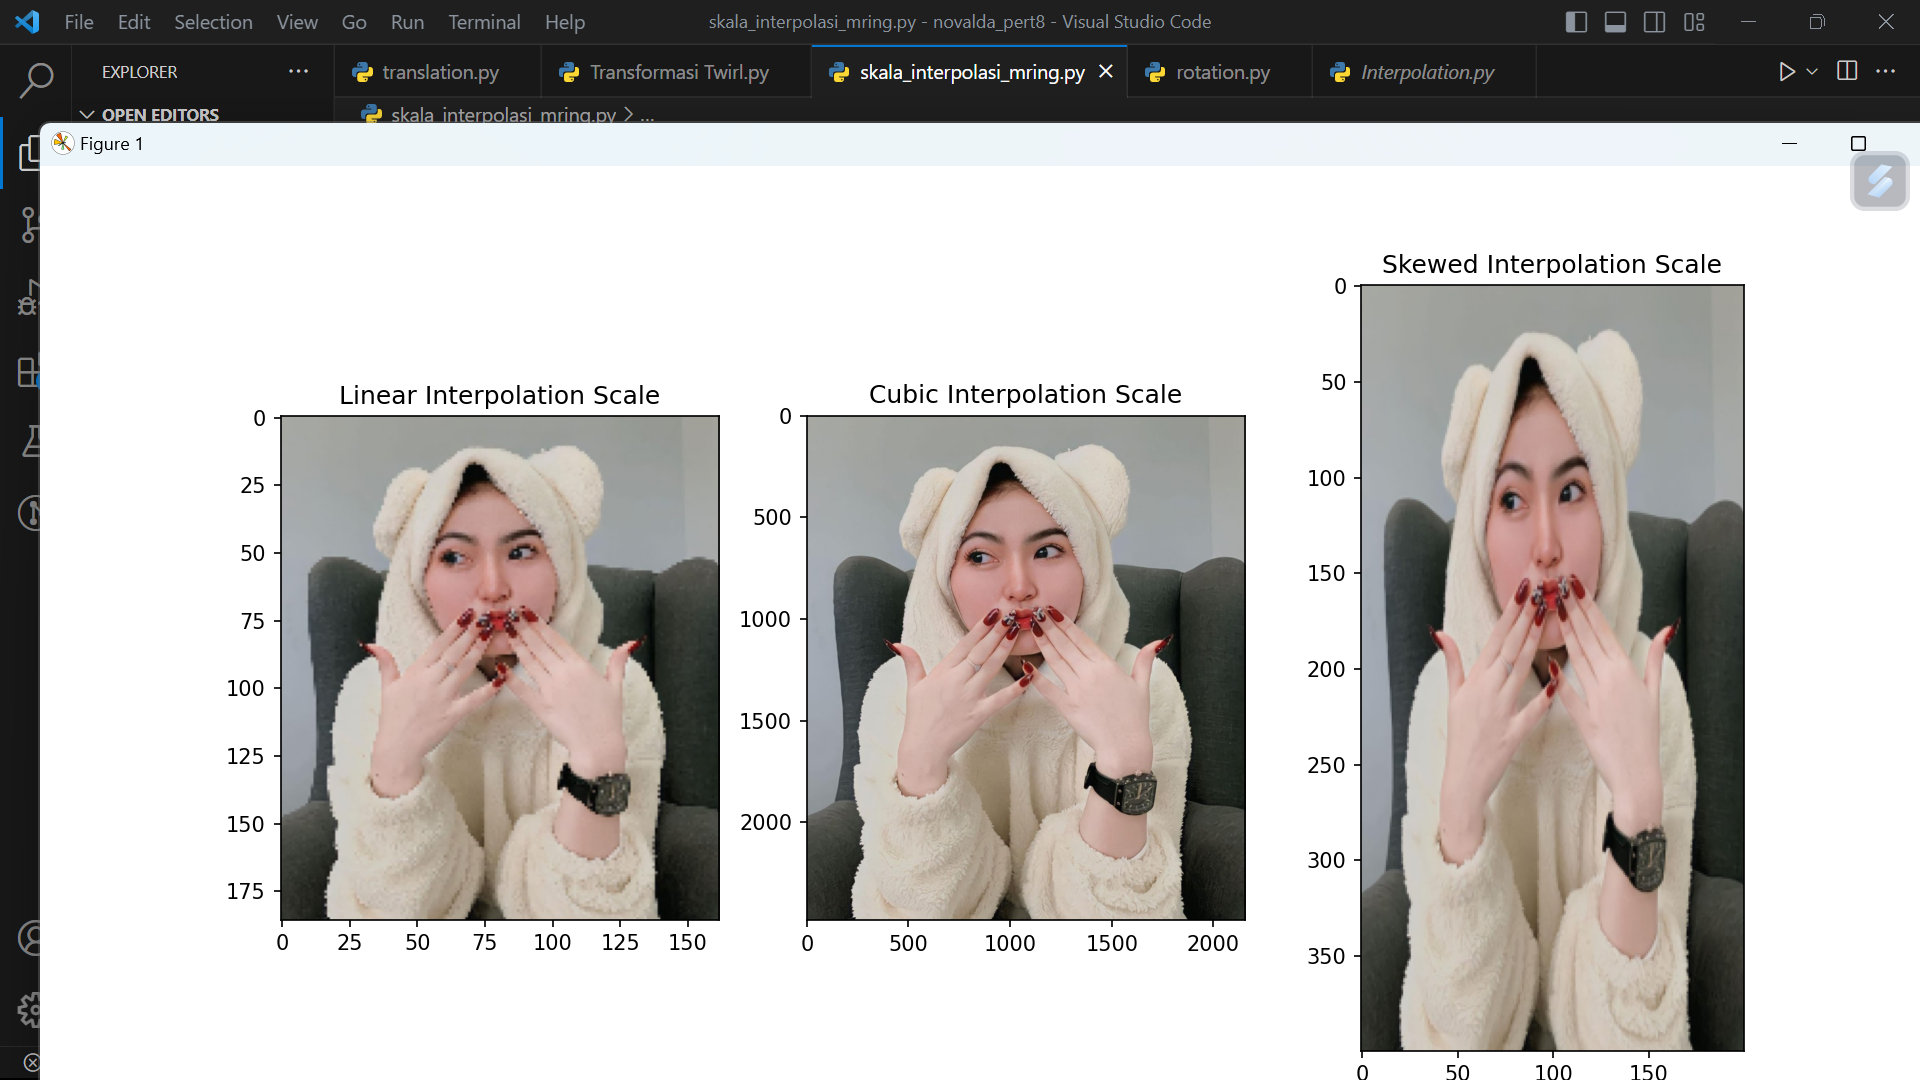 File Edit Selection View Go Run Terminal Help
skala_interpolasi_mring.py - novalda_pert8 - Visual Studio Code
EXPLORER
translation.py
Transformasi Twirl.py
skala_interpolasi_mring.py
rotation.py
Interpolation.py
OPEN EDITORS
skala_interpolasi_mring.py > ...
Figure 1
Linear Interpolation Scale
0
25
50
75
100
125
150
175
0 25 50 75 100 125 150
Cubic Interpolation Scale
0
500
1000
1500
2000
0 500 1000 1500 2000
Skewed Interpolation Scale
0
50
100
150
200
250
300
350
0 50 100 150